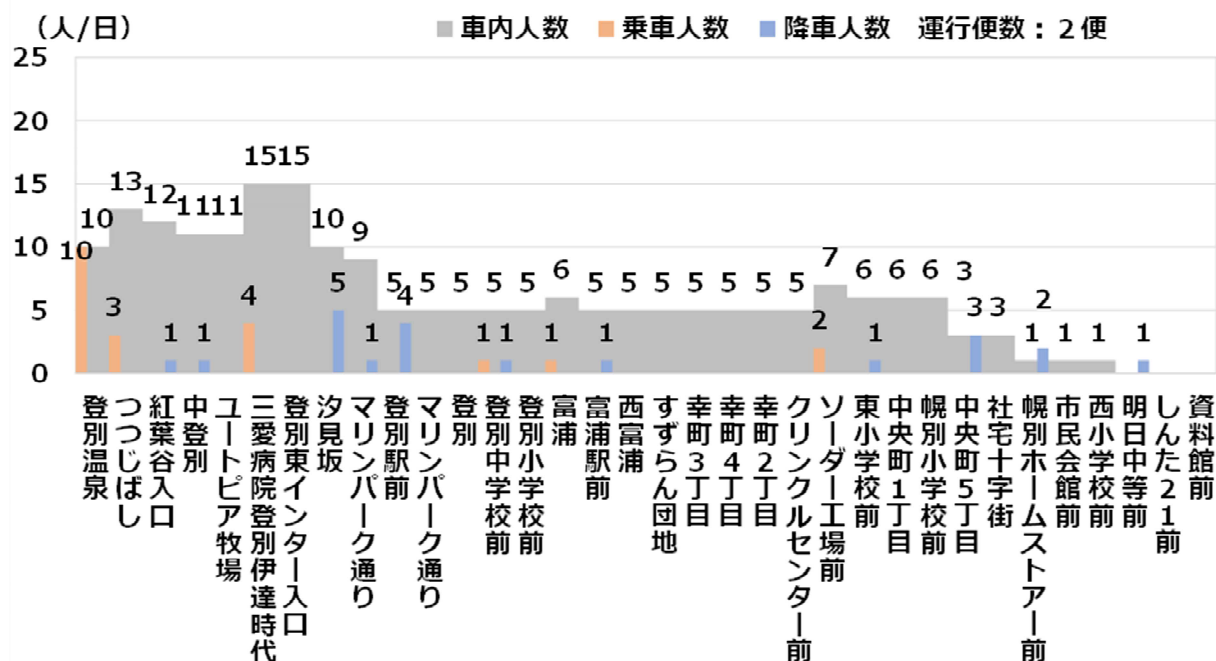 （人/日）
車内人数 乗車人数 降車人数 運行便数：２便
25
20
15
10
5
0
10 13 12 11 11 15 15 10 9 5 5 5 5 5 6 5 5 5 5 5 5 5 7 6 6 6 3 3 1 1 1
10 3 4 1 1 2
1 1 5 1 4 1 1 1 3 2 1
登別温泉
つつじばし
紅葉谷入口
中登別
ユートピア牧場
三愛病院登別伊達時代
登別東インター入口
汐見坂
マリンパーク通り
登別駅前
マリンパーク通り
登別
登別中学校前
登別小学校前
富浦
富浦駅前
西富浦
すずらん団地
幸町３丁目
幸町４丁目
幸町２丁目
クリンクルセンター前
ソーダー工場前
東小学校前
中央町１丁目
幌別小学校前
中央町５丁目
社宅十字街
幌別ホームストアー前
市民会館前
西小学校前
明日中等前
しんた２１前
資料館前